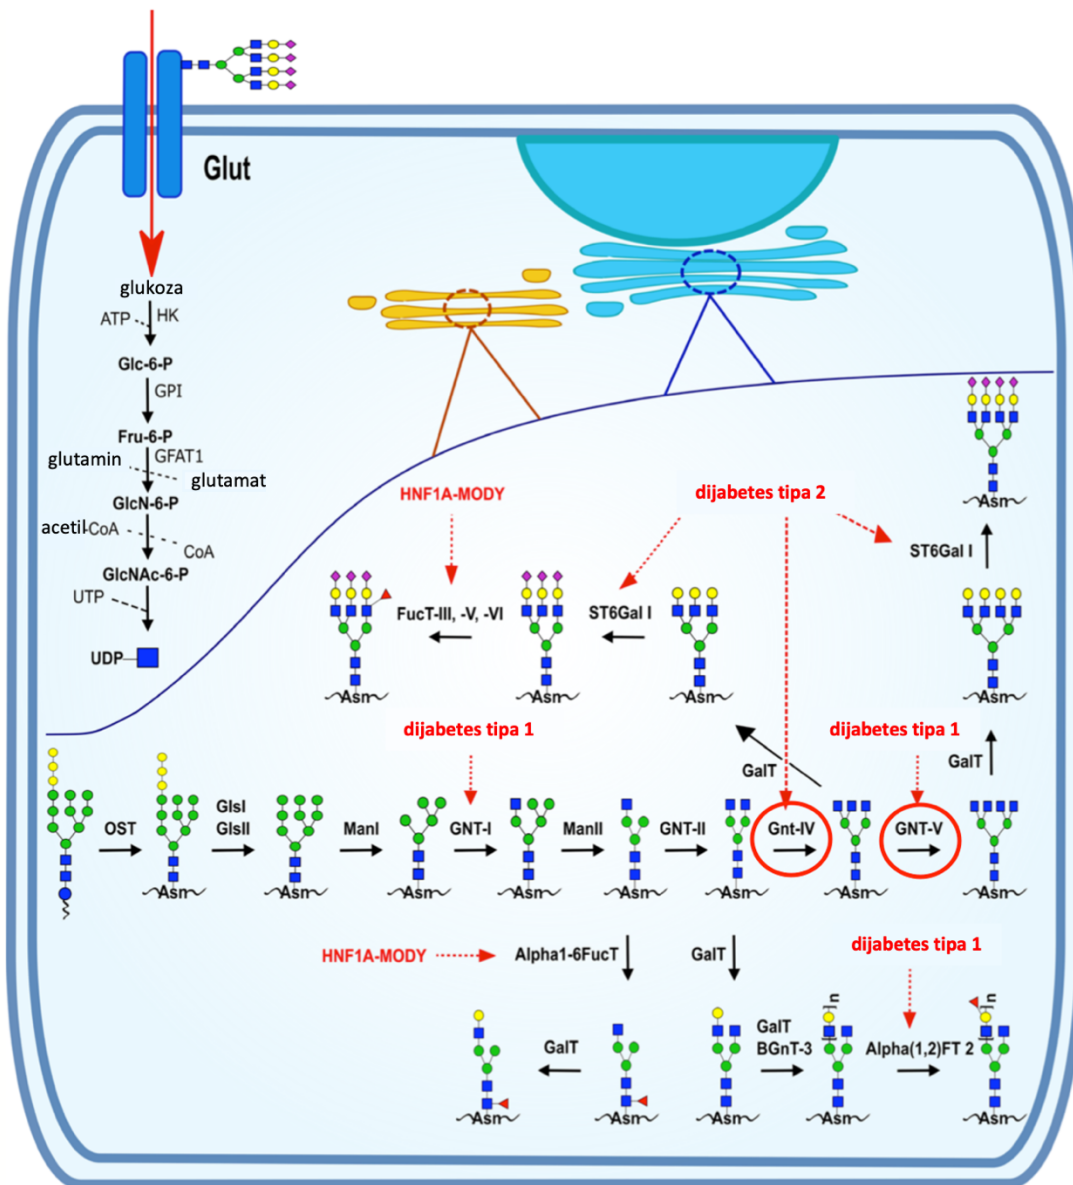 Glut
glukoza
ATP
HK
Glc-6-P
GPI
Fru-6-P
GFAT1
glutamin
glutamat
GlcN-6-P
acetil-CoA
CoA
GlcNAc-6-P
UTP
UDP
HNF1A-MODY
dijabetes tipa 2
Asn
ST6Gal I
FucT-III, -V, -VI
ST6Gal I
Asn
Asn
Asn
Asn
dijabetes tipa 1
dijabetes tipa 1
GalT
GalT
OST
GlsI
GlsII
ManI
GNT-I
ManII
GNT-II
Gnt-IV
GNT-V
Asn
Asn
Asn
Asn
Asn
Asn
Asn
Asn
HNF1A-MODY
Alpha1-6FucT
GalT
dijabetes tipa 1
n
n
GalT
GalT
BGnT-3
Alpha(1,2)FT 2
Asn
Asn
Asn
Asn
Asn